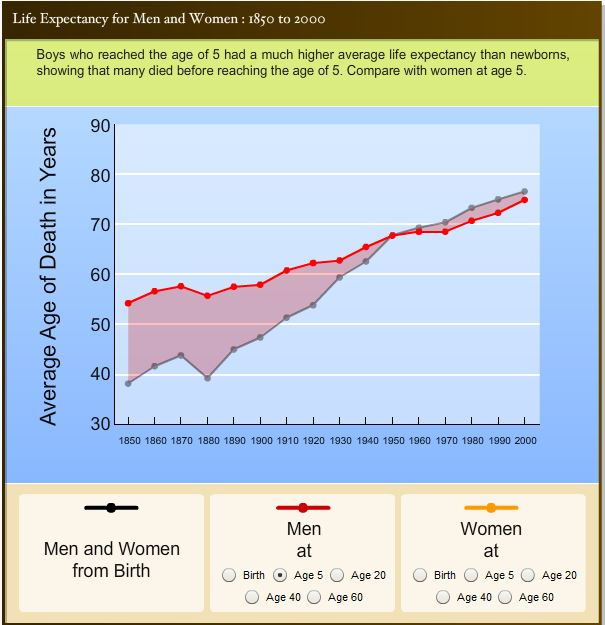 Life Expectancy for Men and Women : 1850 to 2000
Boys who reached the age of 5 had a much higher average life expectancy than newborns,
showing that many died before reaching the age of 5. Compare with women at age 5.
Average Age of Death in Years
90
80
70
60
50
40
30
1850 1860 1870 1880 1890 1900 1910 1920 1930 1940 1950 1960 1970 1980 1990 2000
Men and Women
from Birth
Men
at
Birth Age 5 Age 20
Age 40 Age 60
Women
at
Birth Age 5 Age 20
Age 40 Age 60